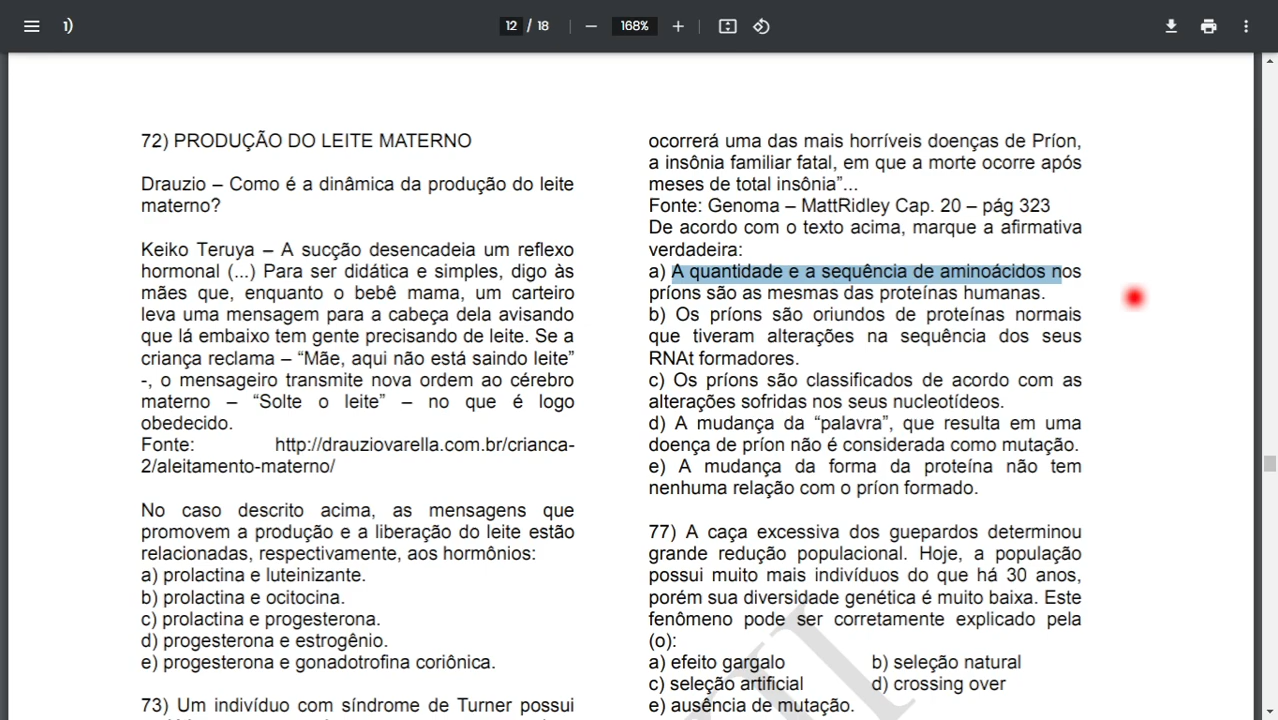 1)
12 / 18
168%
72) PRODUÇÃO DO LEITE MATERNO
Drauzio – Como é a dinâmica da produção do leite
materno?
Keiko Teruya – A sucção desencadeia um reflexo
hormonal (...) Para ser didática e simples, digo às
mães que, enquanto o bebê mama, um carteiro
leva uma mensagem para a cabeça dela avisando
que lá embaixo tem gente precisando de leite. Se a
criança reclama – “Mãe, aqui não está saindo leite”
-, o mensageiro transmite nova ordem ao cérebro
materno – “Solte o leite” – no que é logo
obedecido.
Fonte: http://drauziovarella.com.br/crianca-
2/aleitamento-materno/
No caso descrito acima, as mensagens que
promovem a produção e a liberação do leite estão
relacionadas, respectivamente, aos hormônios:
a) prolactina e luteinizante.
b) prolactina e ocitocina.
c) prolactina e progesterona.
d) progesterona e estrogênio.
e) progesterona e gonadotrofina coriônica.
73) Um indivíduo com síndrome de Turner possui
ocorrerá uma das mais horríveis doenças de Príon,
a insônia familiar fatal, em que a morte ocorre após
meses de total insônia”...
Fonte: Genoma – MattRidley Cap. 20 – pág 323
De acordo com o texto acima, marque a afirmativa
verdadeira:
a) A quantidade e a sequência de aminoácidos nos
príons são as mesmas das proteínas humanas.
b) Os príons são oriundos de proteínas normais
que tiveram alterações na sequência dos seus
RNAt formadores.
c) Os príons são classificados de acordo com as
alterações sofridas nos seus nucleotídeos.
d) A mudança da “palavra”, que resulta em uma
doença de príon não é considerada como mutação.
e) A mudança da forma da proteína não tem
nenhuma relação com o príon formado.
77) A caça excessiva dos guepardos determinou
grande redução populacional. Hoje, a população
possui muito mais indivíduos do que há 30 anos,
porém sua diversidade genética é muito baixa. Este
fenômeno pode ser corretamente explicado pela
(o):
a) efeito gargalo b) seleção natural
c) seleção artificial d) crossing over
e) ausência de mutação.